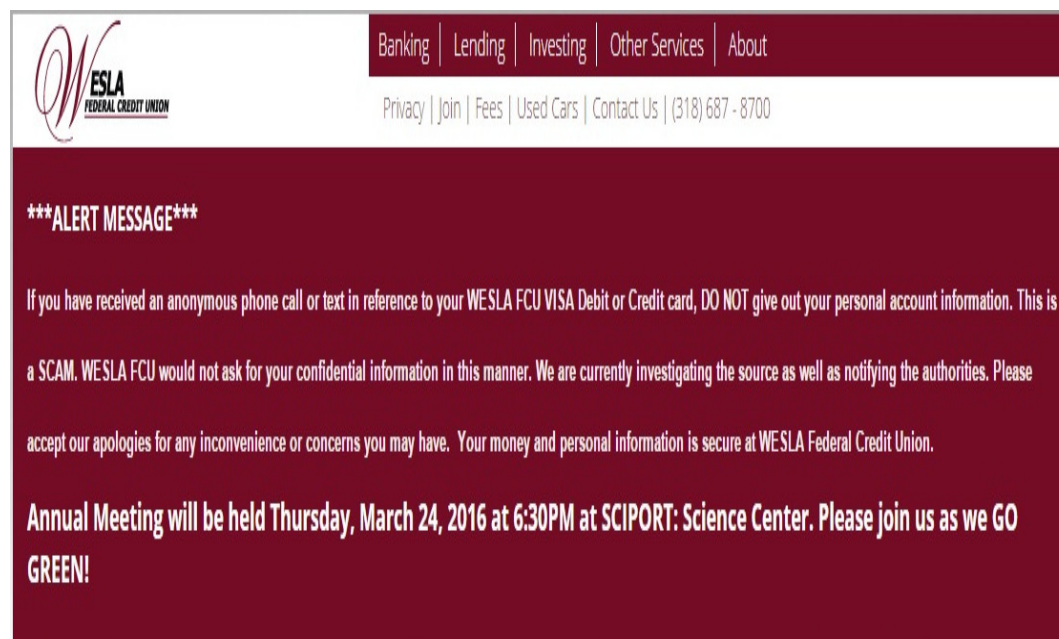 WESLA
FEDERAL CREDIT UNION
Banking | Lending | Investing | Other Services | About
Privacy | Join | Fees | Used Cars | Contact Us | (318) 687 - 8700
***ALERT MESSAGE***
If you have received an anonymous phone call or text in reference to your WESLA FCU VISA Debit or Credit card, DO NOT give out your personal account information. This is
a SCAM. WESLA FCU would not ask for your confidential information in this manner. We are currently investigating the source as well as notifying the authorities. Please
accept our apologies for any inconvenience or concerns you may have.  Your money and personal information is secure at WESLA Federal Credit Union.
Annual Meeting will be held Thursday, March 24, 2016 at 6:30PM at SCIPORT: Science Center. Please join us as we GO
GREEN!